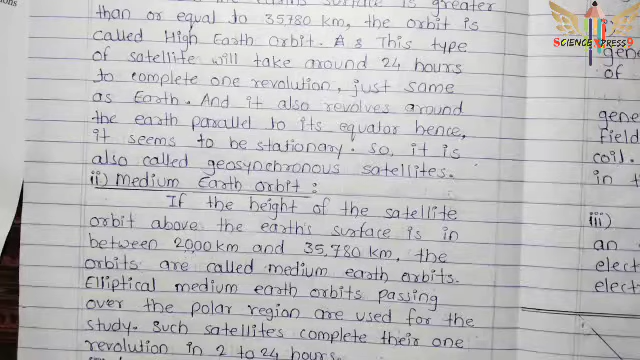 than or equal to 35780 km, the orbit is
called High Earth Orbit. As This type
of satellite will take around 24 hours
to complete one revolution, just same
as Earth. And it also revolves around
the earth parallel to its equator hence,
it seems to be stationary. So, it is
also called geosynchronous satellites.
ii) Medium Earth orbit :
If the height of the satellite
orbit above the earth's surface is in
between 2000 km and 35,780 km, the
orbits are called medium earth orbits.
Elliptical medium earth orbits passing
over the polar region are used for the
study. Such satellites complete their one
revolution in 2 to 24 hours.
SCIENCE XPRESS 9
gene
of
gene
Field
coil.
in t
iii)
an
elect
elect